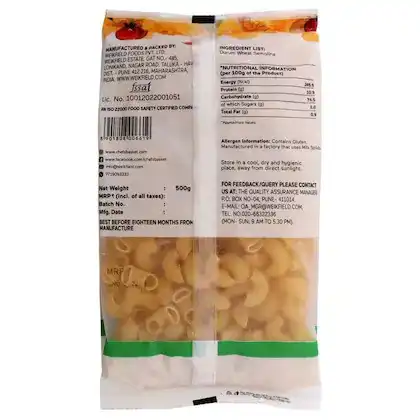 MANUFACTURED & PACKED BY:
WEIKFIELD FOODS PVT. LTD.
WEIKFIELD ESTATE, GAT NO.- 485,
LONIKAND, NAGAR ROAD, TALUKA - HAVELI
DIST. - PUNE 412 216, MAHARASHTRA,
INDIA. WWW.WEIKFIELD.COM
fssai
Lic. No. 10012022001051
ISO 22000 FOOD SAFETY CERTIFIED COMPANY
8901808006619
www.chefsbasket.com
www.facebook.com/chefsbasket
Net Weight : 500g
MRP₹ (incl. of all taxes):
Batch No. :
Mfg. Date :
BEST BEFORE EIGHTEEN MONTHS FROM
MANUFACTURE
INGREDIENT LIST:
Durum Wheat Semolina
*NUTRITIONAL INFORMATION
(per 100g of the Product)
Energy (Kcal)
Protein (g)
Carbohydrate (g)
of which Sugars (g)
Total Fat (g)
Allergen Information: Contains Gluten.
Manufactured in a factory that uses Milk
Store in a cool, dry and hygienic
place, away from direct sunlight.
FOR FEEDBACK/QUERY PLEASE CONTACT
US AT: THE QUALITY ASSURANCE MANAGER
P.O. BOX NO-04, PUNE - 411014
E-MAIL: QA_MGR@WEIKFIELD.COM
TEL. NO.020-66322336
(MON- SUN; 9 AM TO 5.30 PM).
MRP